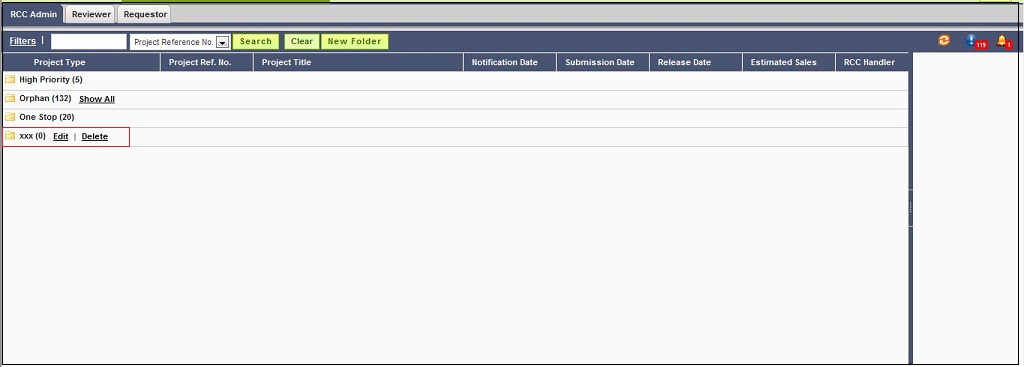 RCC Admin Reviewer Requestor
Filters | Project Reference No. Search Clear New Folder 119 1
Project Type Project Ref. No. Project Title Notification Date Submission Date Release Date Estimated Sales RCC Handler
High Priority (5)
Orphan (132) Show All
One Stop (20)
xxx (0) Edit | Delete